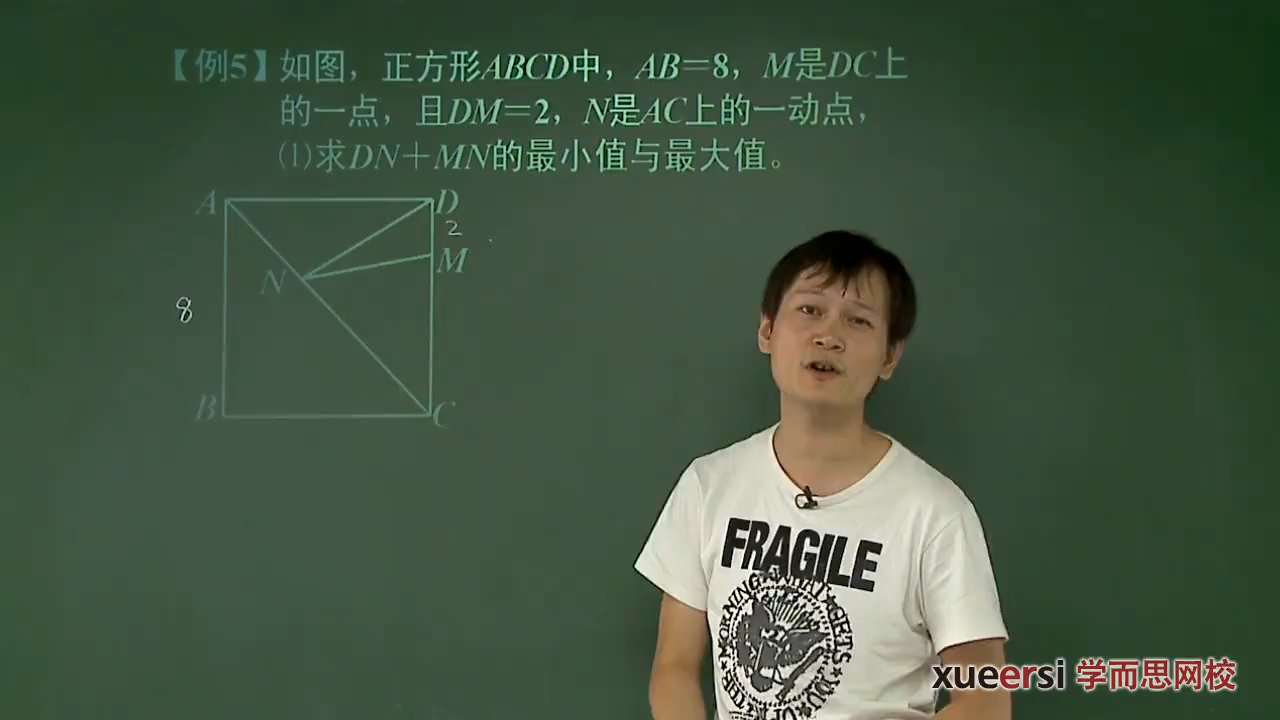 【例5】如图，正方形ABCD中，AB=8，M是DC上
的一点，且DM=2，N是AC上的一动点，
(1)求DN+MN的最小值与最大值。
A
D
2
M
N
8
B
C
FRAGILE
xueersi 学而思网校